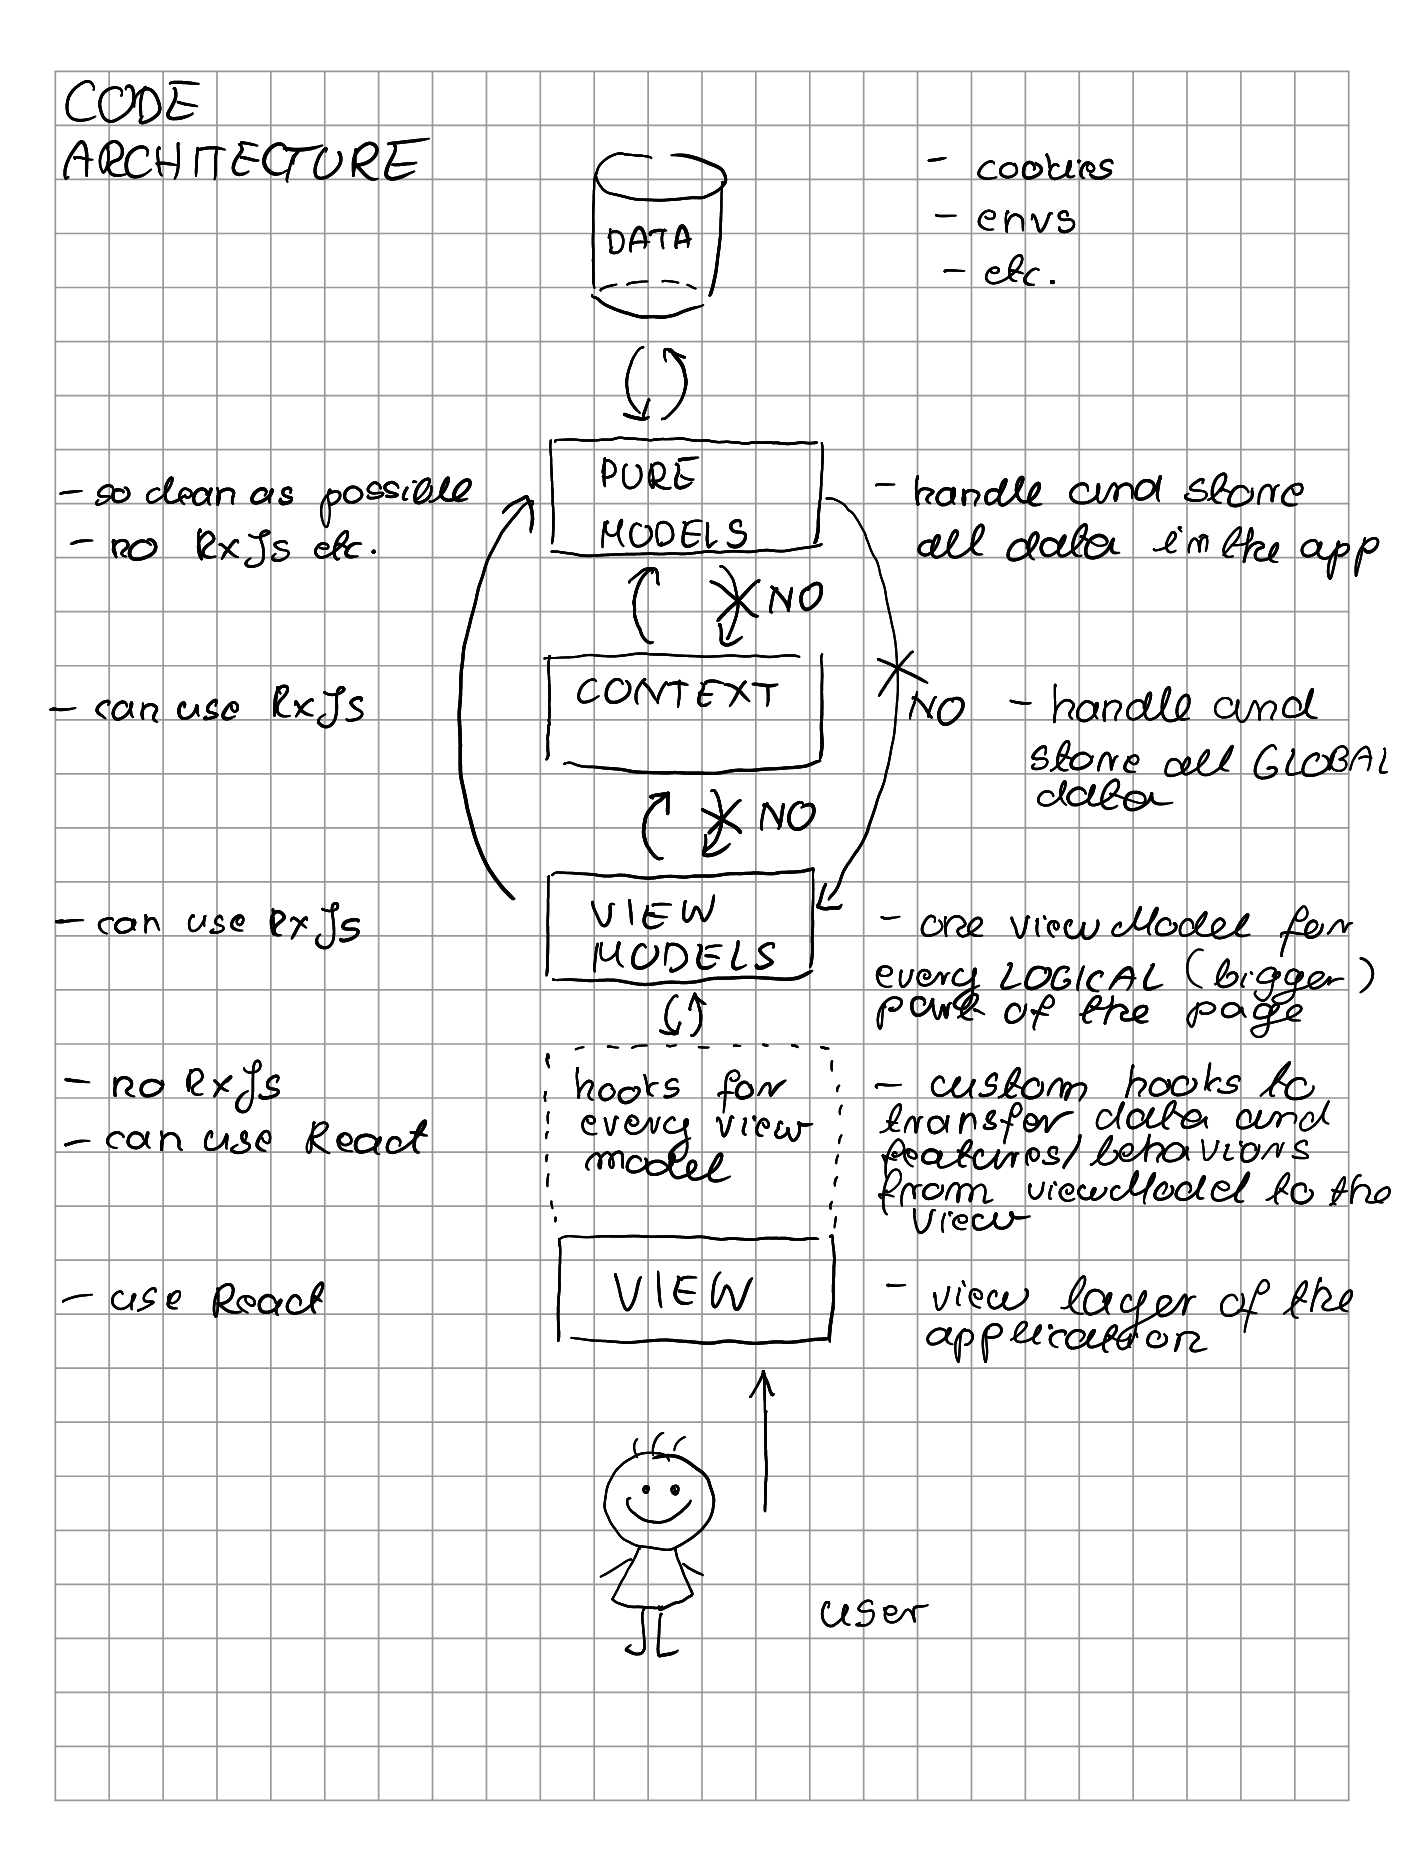 CODE
ARCHITECTURE
DATA
- cookies
- envs
- etc.
PURE
MODELS
- so clean as possible
- no RxJs etc.
- handle and store
all data in the app
NO
CONTEXT
- can use RxJs
NO
- handle and
store all GLOBAL
data
NO
VIEW
MODELS
- can use RxJs
- one viewModel for
every LOGICAL (bigger)
part of the page
hooks for
every view
model
- no RxJs
- can use React
- custom hooks to
transfer data and
features/behaviors
from viewModel to the
view
VIEW
- use React
- view layer of the
application
user